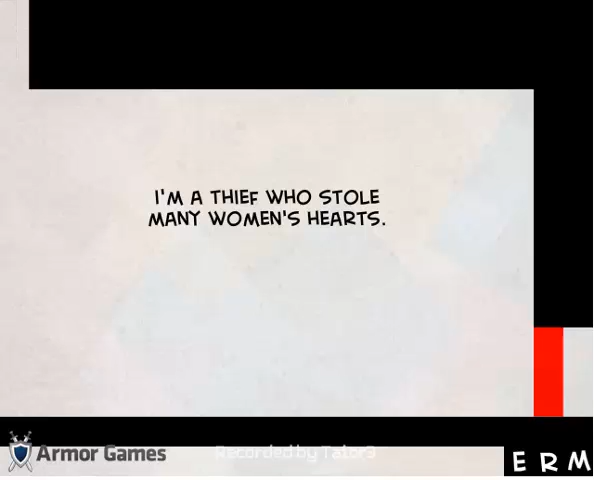 I'M A THIEF WHO STOLE
MANY WOMEN'S HEARTS.
Armor Games
Recorded by Tator3
E R M